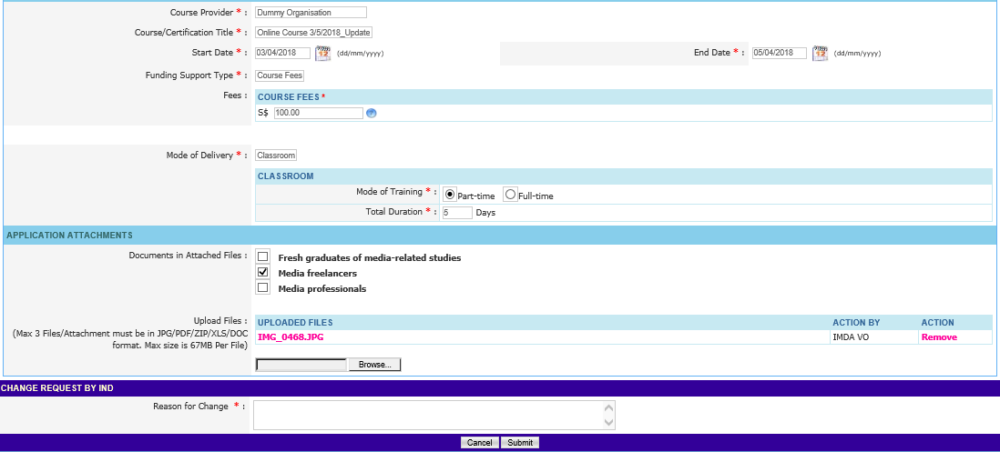 Course Provider * : Dummy Organisation
Course/Certification Title * : Online Course 3/5/2018_Update
Start Date * : 03/04/2018 (dd/mm/yyyy) End Date * : 05/04/2018 (dd/mm/yyyy)
Funding Support Type * : Course Fees
Fees : COURSE FEES *
S$ 100.00
Mode of Delivery * : Classroom
CLASSROOM
Mode of Training * : Part-time Full-time
Total Duration * : 5 Days
APPLICATION ATTACHMENTS
Documents in Attached Files : Fresh graduates of media-related studies
Media freelancers
Media professionals
Upload Files : UPLOADED FILES ACTION BY ACTION
(Max 3 Files/Attachment must be in JPG/PDF/ZIP/XLS/DOC IMG_0468.JPG IMDA VO Remove
format. Max size is 67MB Per File)
Browse...
CHANGE REQUEST BY IND
Reason for Change * :
Cancel Submit